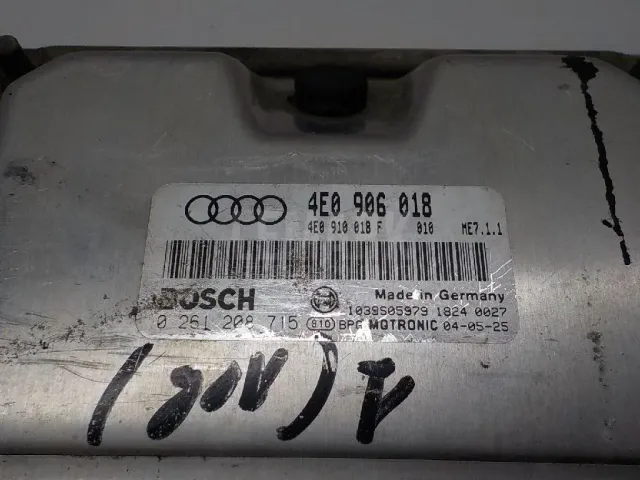 4E0 906 018
4E0 910 018 F 010 ME7.1.1
BOSCH Made in Germany
1039S05979 1824 0027
0 261 208 715 810 BPG MOTRONIC 04-05-25